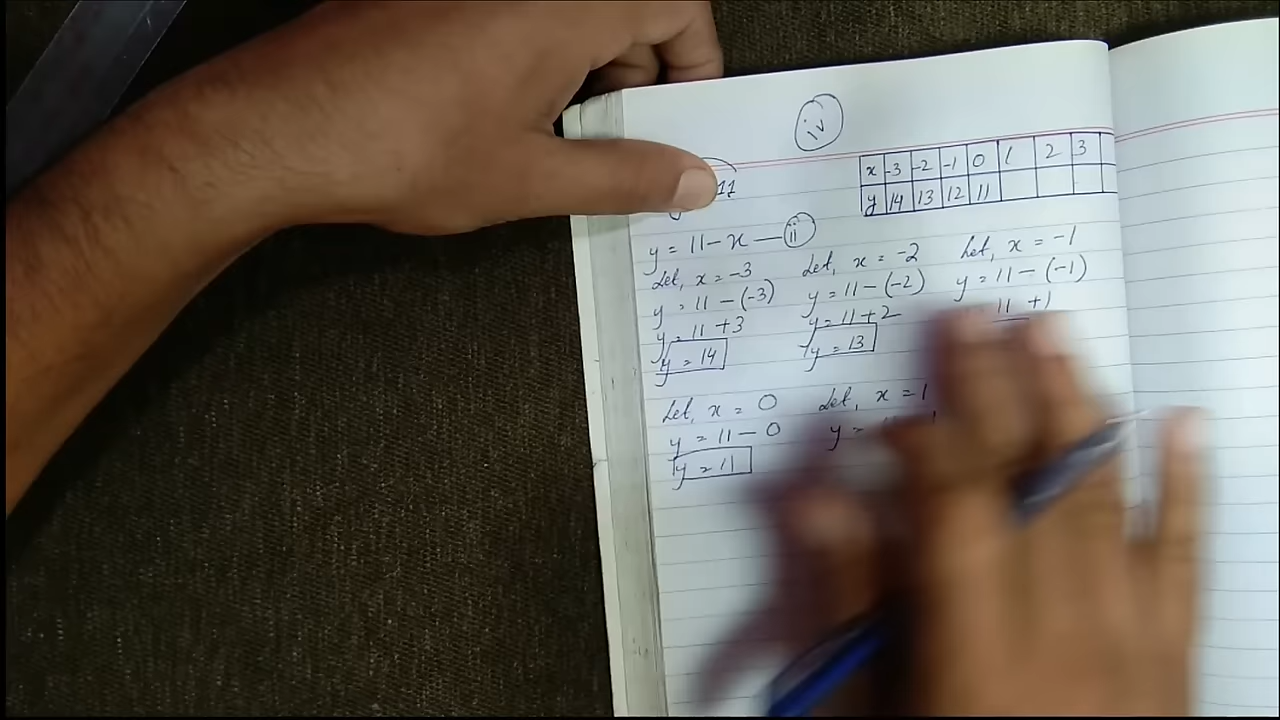 iv
11
x -3 -2 -1 0 1 2 3
y 14 13 12 11
y = 11 - x — ii
Let, x = -3
y = 11 - (-3)
y = 11 + 3
y = 14
Let, x = -2
y = 11 - (-2)
y = 11 + 2
y = 13
Let, x = -1
y = 11 - (-1)
11 + 1
Let, x = 0
y = 11 - 0
y = 11
Let, x = 1
y =